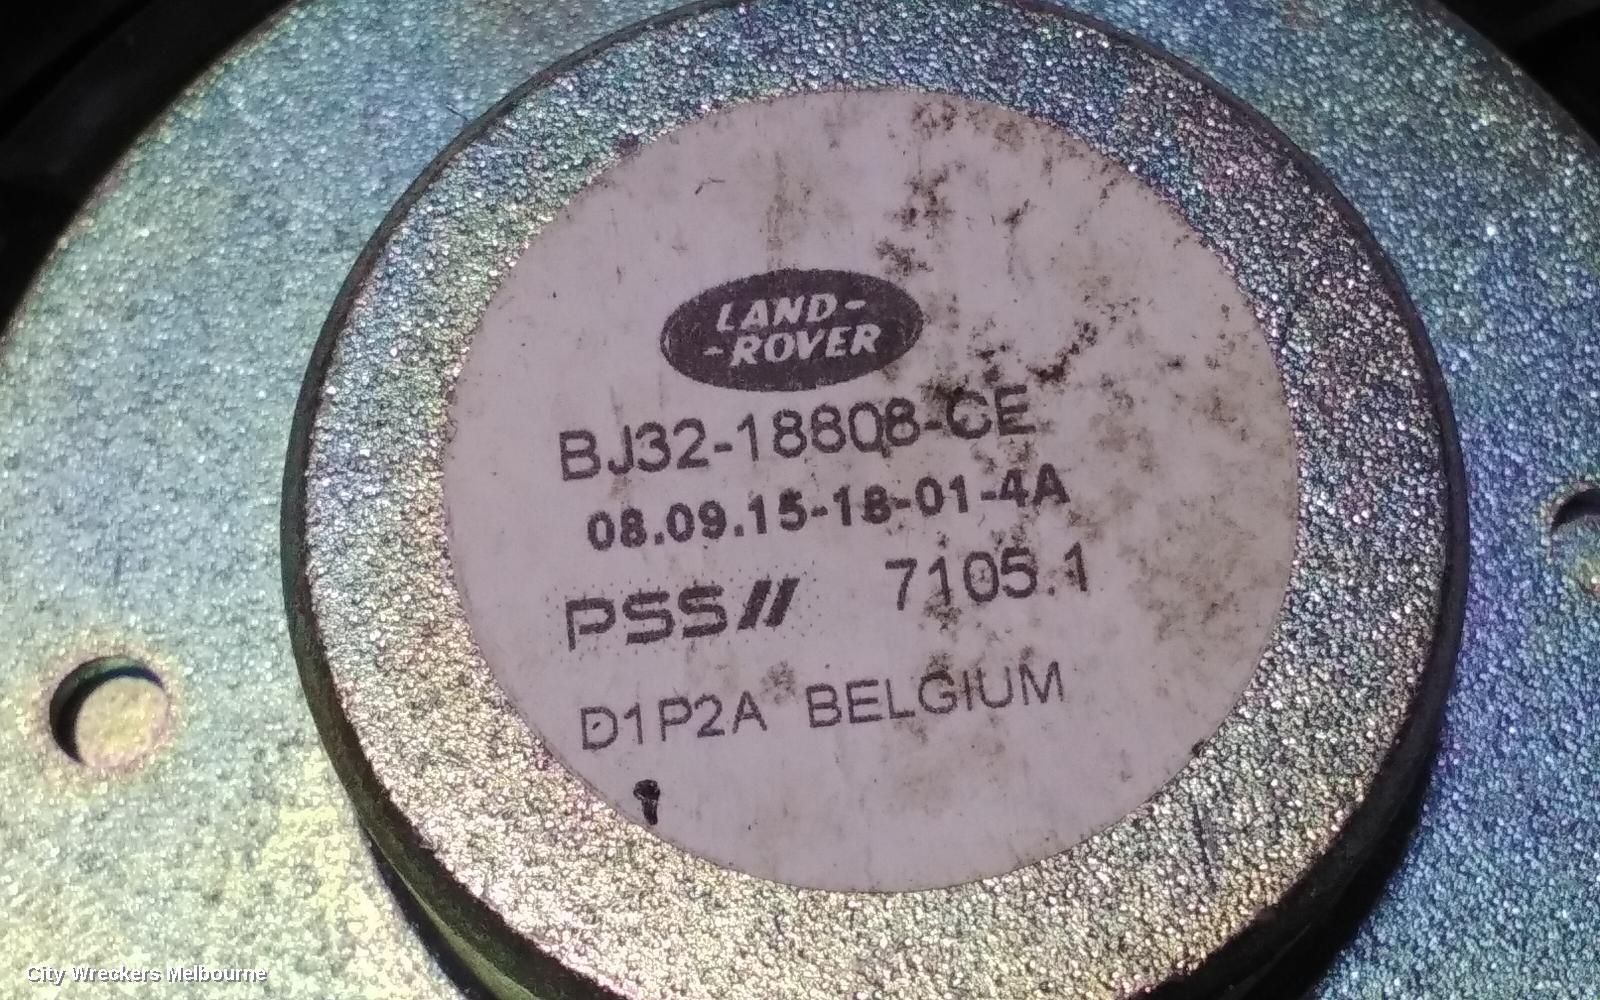 LAND-
-ROVER
BJ32-18808-CE
08.09.15-18-01-4A
PSS// 7105.1
D1P2A BELGIUM
City Wreckers Melbourne